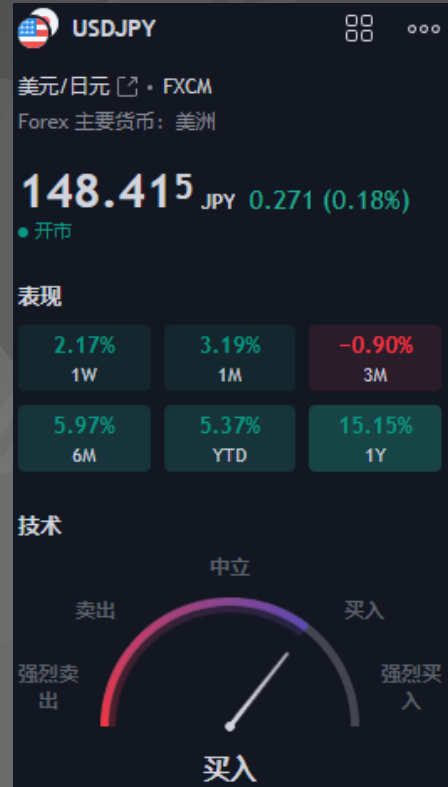 USDJPY
美元/日元 • FXCM
Forex 主要货币：美洲
148.415 JPY 0.271 (0.18%)
● 开市
表现
2.17% 3.19% −0.90%
1W 1M 3M
5.97% 5.37% 15.15%
6M YTD 1Y
技术
中立
卖出 买入
强烈卖 强烈买
出 入
买入